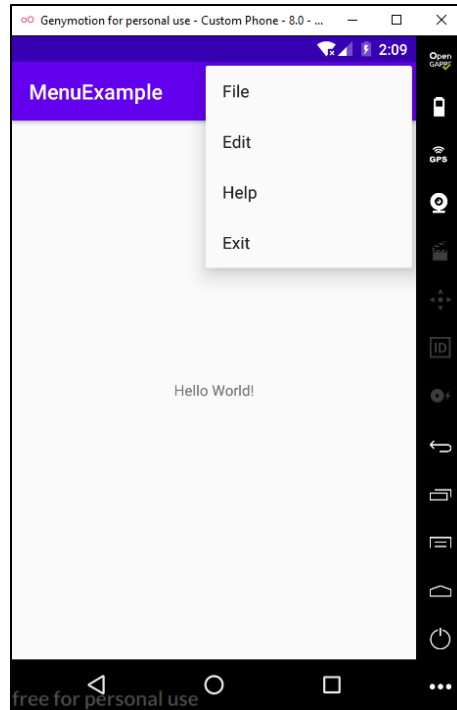 Genymotion for personal use - Custom Phone - 8.0 - ...
2:09
Open
GAPPS
MenuExample
File
Edit
Help
Exit
GPS
ID
Hello World!
free for personal use